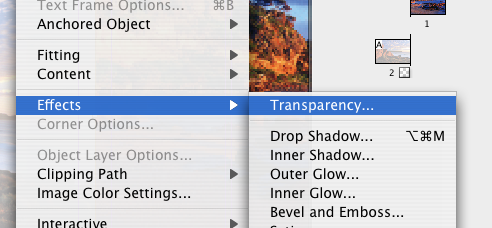 Text Frame Options... ⌘B
Anchored Object
Fitting
Content
Effects
Corner Options...
Object Layer Options...
Clipping Path
Image Color Settings...
Interactive
Transparency...
Drop Shadow... ⌥⌘M
Inner Shadow...
Outer Glow...
Inner Glow...
Bevel and Emboss...
1
A
2